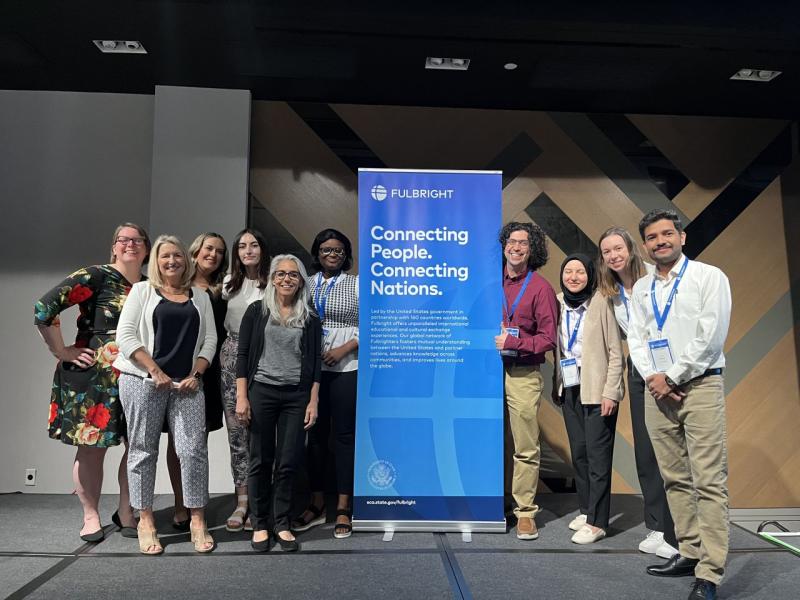 FULBRIGHT
Connecting
People.
Connecting
Nations.
Led by the United States government
in partnership with 160 countries worldwide,
Fulbright offers unparalleled international
educational and cultural exchange
experiences. Our global network of
Fulbrighters fosters mutual understanding
between the United States and partner
nations, advances knowledge across
communities, and improves lives around
the globe.
eca.state.gov/fulbright